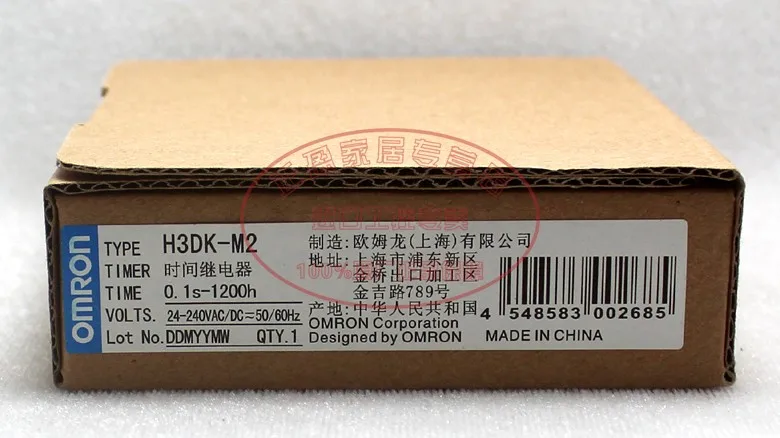 OMRON
TYPE H3DK-M2
TIMER 时间继电器
TIME 0.1s-1200h
VOLTS. 24-240VAC/DC≂50/60Hz
Lot No. DDMYYMW QTY.1
制造: 欧姆龙(上海)有限公司
地址: 上海市浦东新区
金桥出口加工区
金吉路789号
产地: 中华人民共和国
OMRON Corporation
Designed by OMRON
4 548583 002685
MADE IN CHINA
家居专
100%